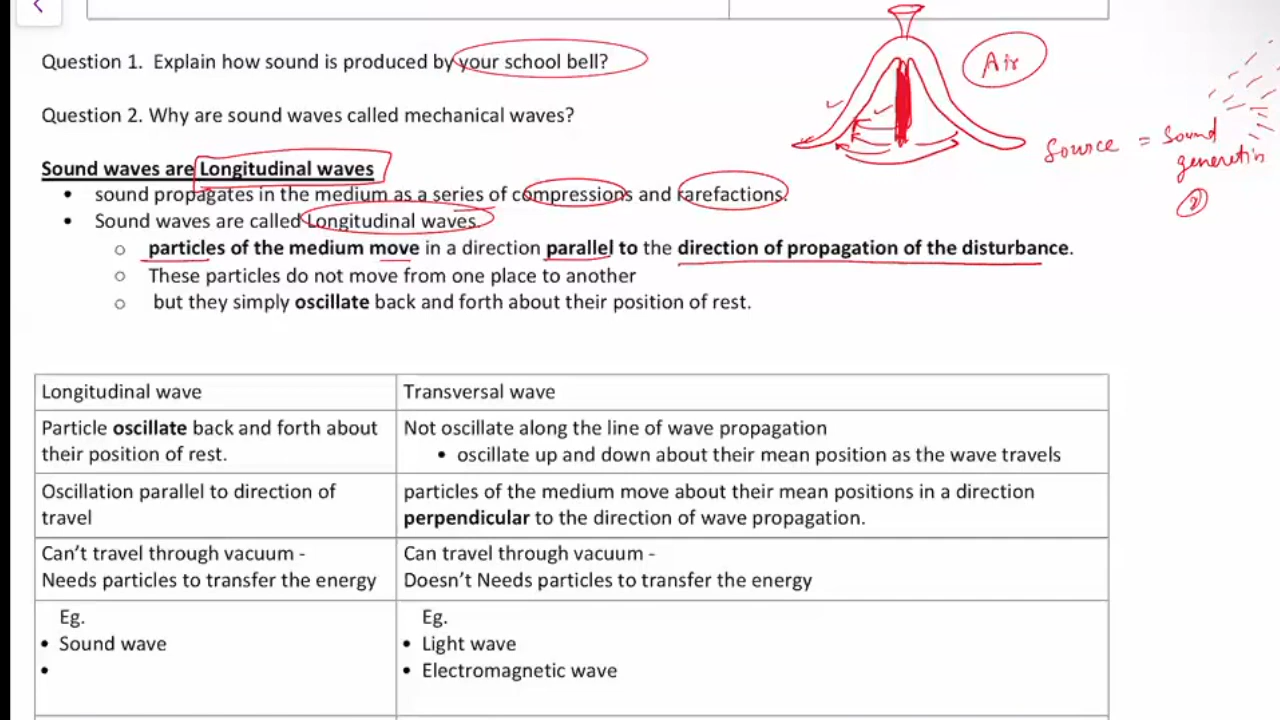 Question 1. Explain how sound is produced by your school bell?
Air
Question 2. Why are sound waves called mechanical waves?
Source = Sound
generation
Sound waves are Longitudinal waves
• sound propagates in the medium as a series of compressions and rarefactions.
• Sound waves are called Longitudinal waves.
o particles of the medium move in a direction parallel to the direction of propagation of the disturbance.
o These particles do not move from one place to another
o but they simply oscillate back and forth about their position of rest.
Longitudinal wave
Transversal wave
Particle oscillate back and forth about
their position of rest.
Not oscillate along the line of wave propagation
• oscillate up and down about their mean position as the wave travels
Oscillation parallel to direction of
travel
particles of the medium move about their mean positions in a direction
perpendicular to the direction of wave propagation.
Can't travel through vacuum -
Needs particles to transfer the energy
Can travel through vacuum -
Doesn't Needs particles to transfer the energy
Eg.
• Sound wave
•
Eg.
• Light wave
• Electromagnetic wave